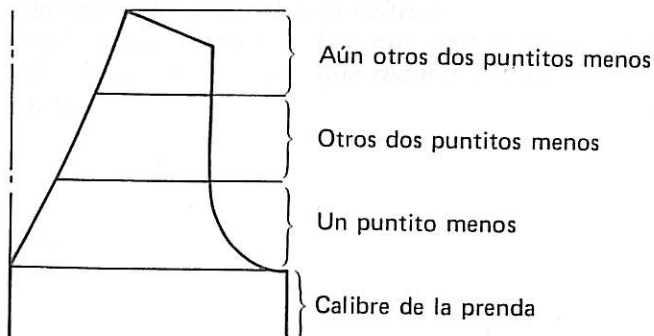 Aún otros dos puntitos menos
Otros dos puntitos menos
Un puntito menos
Calibre de la prenda